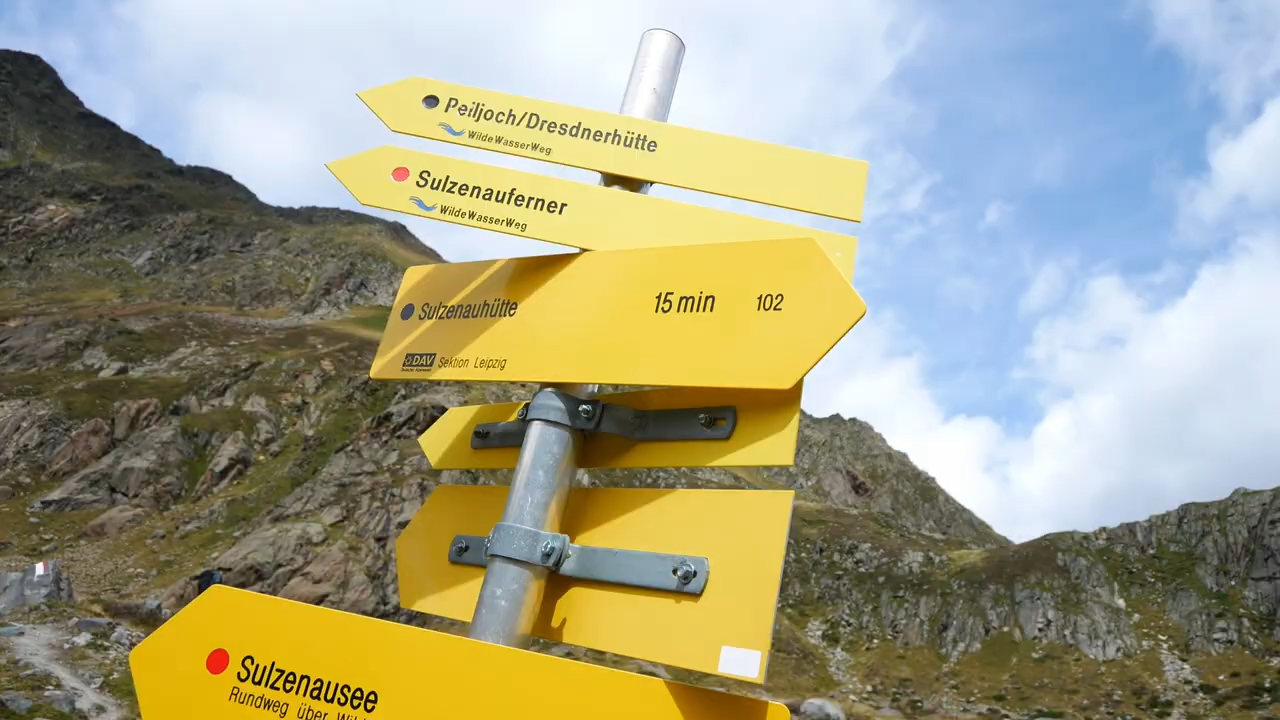 Peiljoch/Dresdnerhütte
WildeWasserWeg
Sulzenauferner
WildeWasserWeg
Sulzenauhütte 15 min 102
DAV Sektion Leipzig
Sulzenausee
Rundweg über